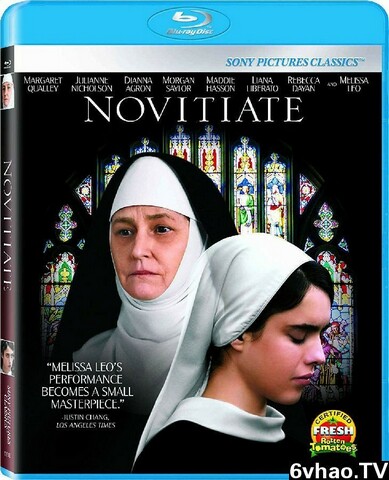 Blu-ray Disc
SONY PICTURES CLASSICS™
MARGARET QUALLEY JULIANNE NICHOLSON DIANNA AGRON MORGAN SAYLOR MADDIE HASSON LIANA LIBERATO REBECCA DAYAN AND MELISSA LEO
NOVITIATE
NOVITIATE
"MELISSA LEO'S
PERFORMANCE
BECOMES A SMALL
MASTERPIECE."
-JUSTIN CHANG,
LOS ANGELES TIMES
CERTIFIED
FRESH
Rotten
Tomatoes
6vhao.TV